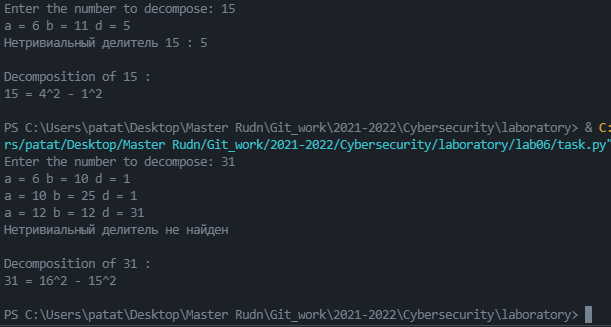 Enter the number to decompose: 15
a = 6 b = 11 d = 5
Нетривиальный делитель 15 : 5
Decomposition of 15 :
15 = 4^2 - 1^2
PS C:\Users\patat\Desktop\Master Rudn\Git_work\2021-2022\Cybersecurity\laboratory> & C:
rs/patat/Desktop/Master Rudn/Git_work/2021-2022/Cybersecurity/laboratory/lab06/task.py"
Enter the number to decompose: 31
a = 6 b = 10 d = 1
a = 10 b = 25 d = 1
a = 12 b = 12 d = 31
Нетривиальный делитель не найден
Decomposition of 31 :
31 = 16^2 - 15^2
PS C:\Users\patat\Desktop\Master Rudn\Git_work\2021-2022\Cybersecurity\laboratory>